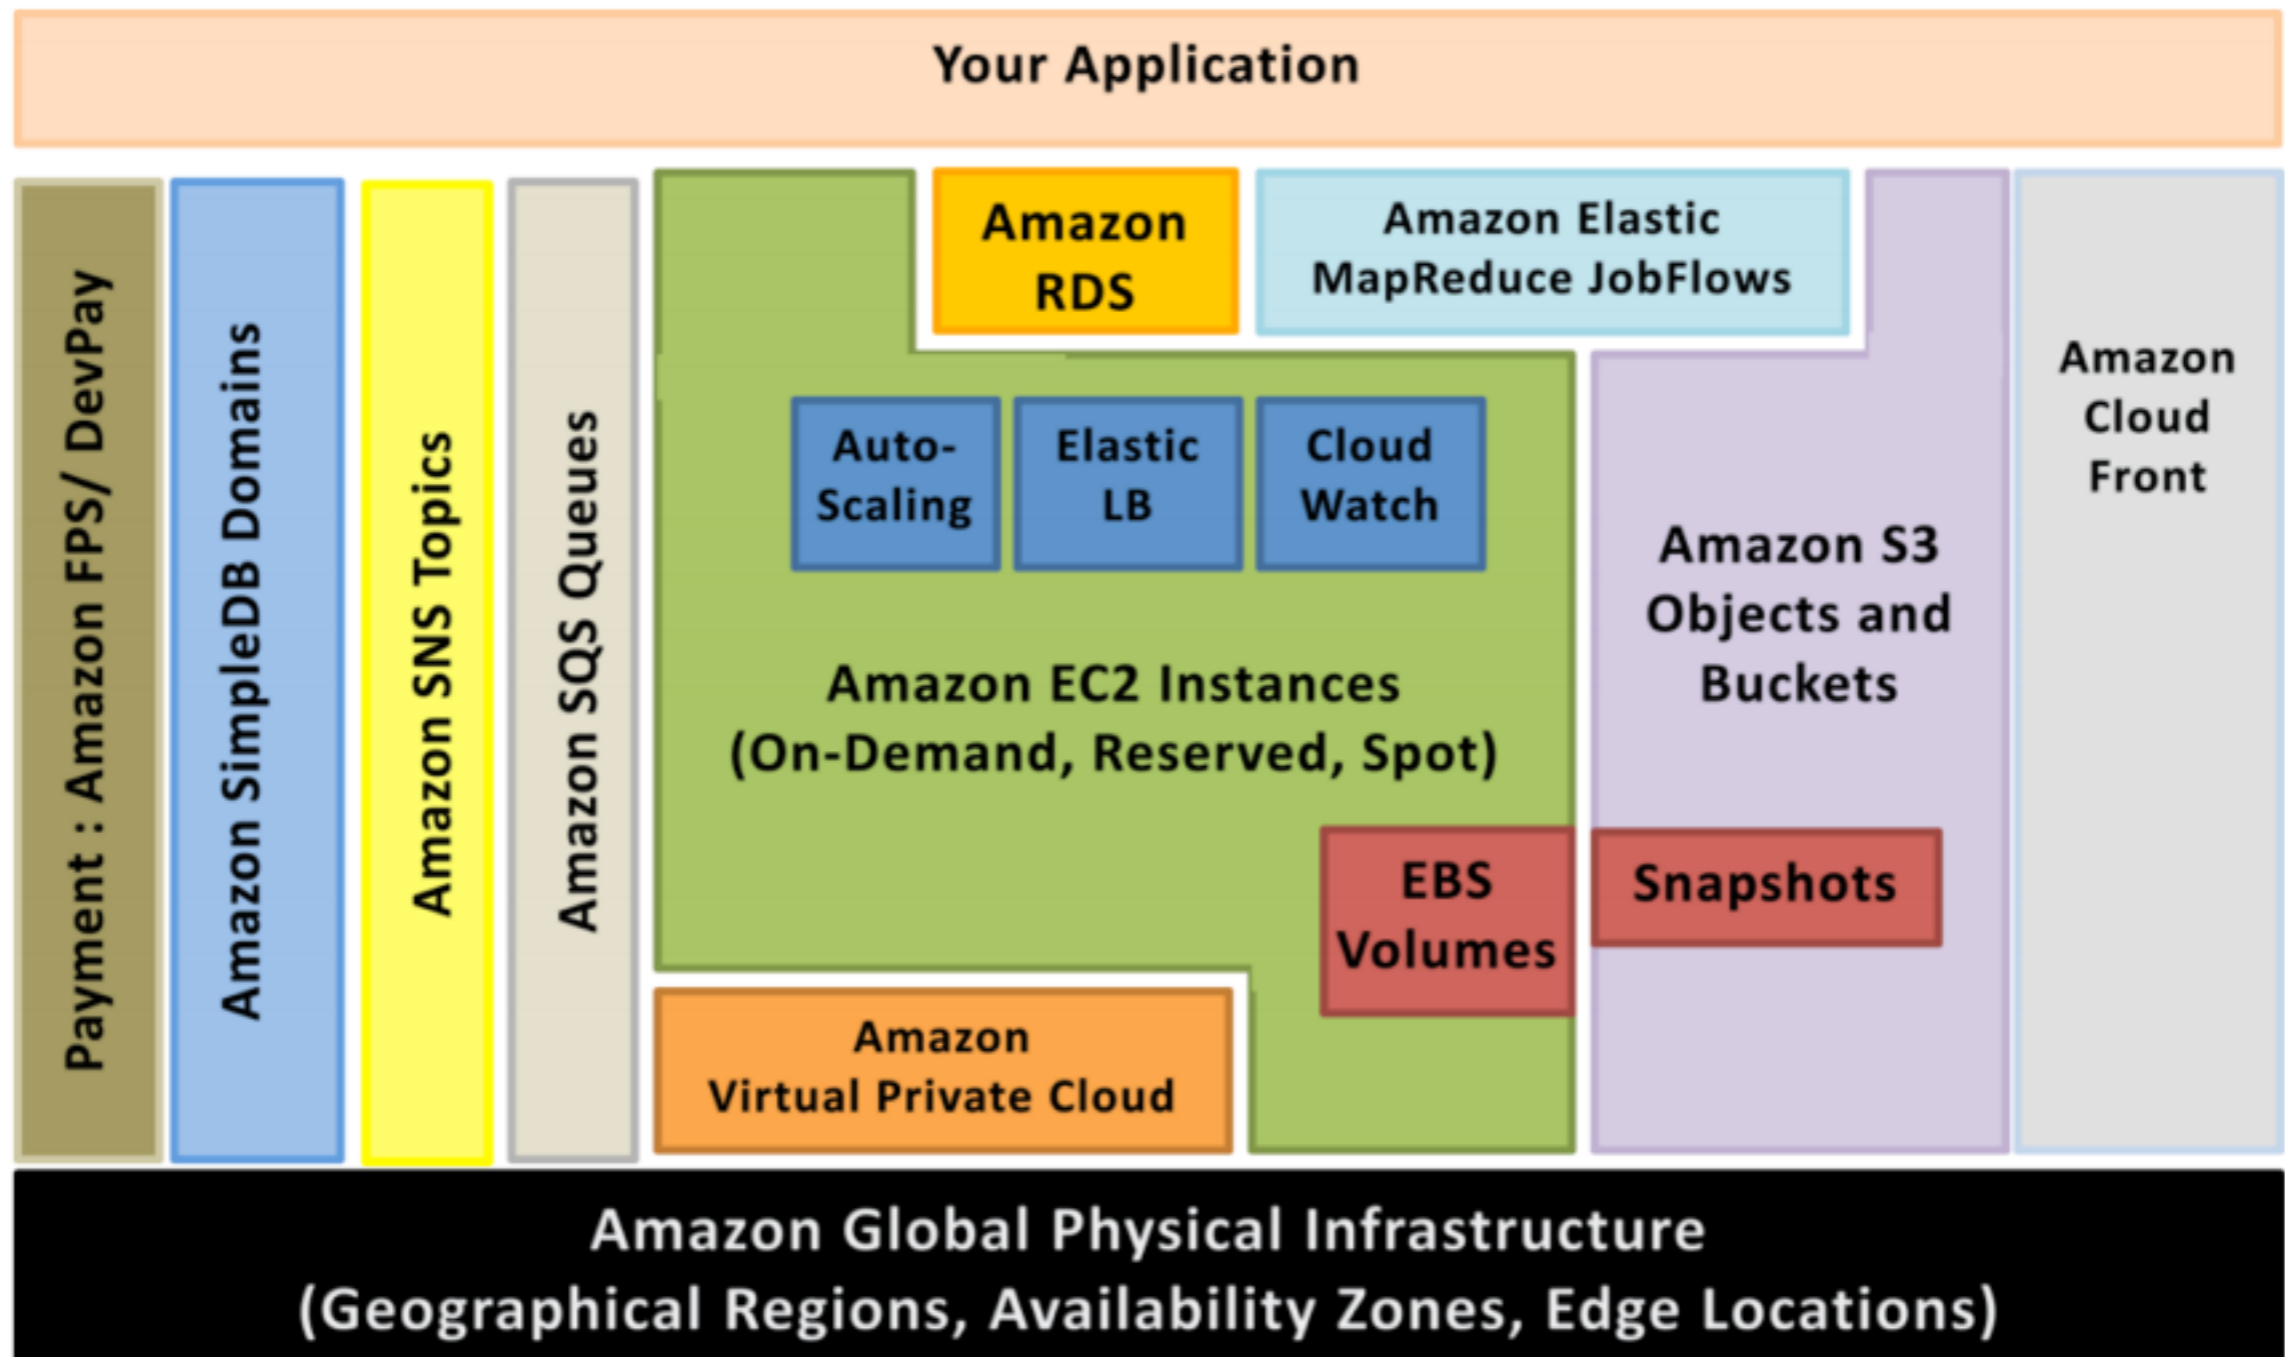 Your Application
Payment : Amazon FPS/ DevPay
Amazon SimpleDB Domains
Amazon SNS Topics
Amazon SQS Queues
Amazon
RDS
Amazon Elastic
MapReduce JobFlows
Auto-
Scaling
Elastic
LB
Cloud
Watch
Amazon EC2 Instances
(On-Demand, Reserved, Spot)
EBS
Volumes
Amazon
Virtual Private Cloud
Amazon S3
Objects and
Buckets
Snapshots
Amazon
Cloud
Front
Amazon Global Physical Infrastructure
(Geographical Regions, Availability Zones, Edge Locations)